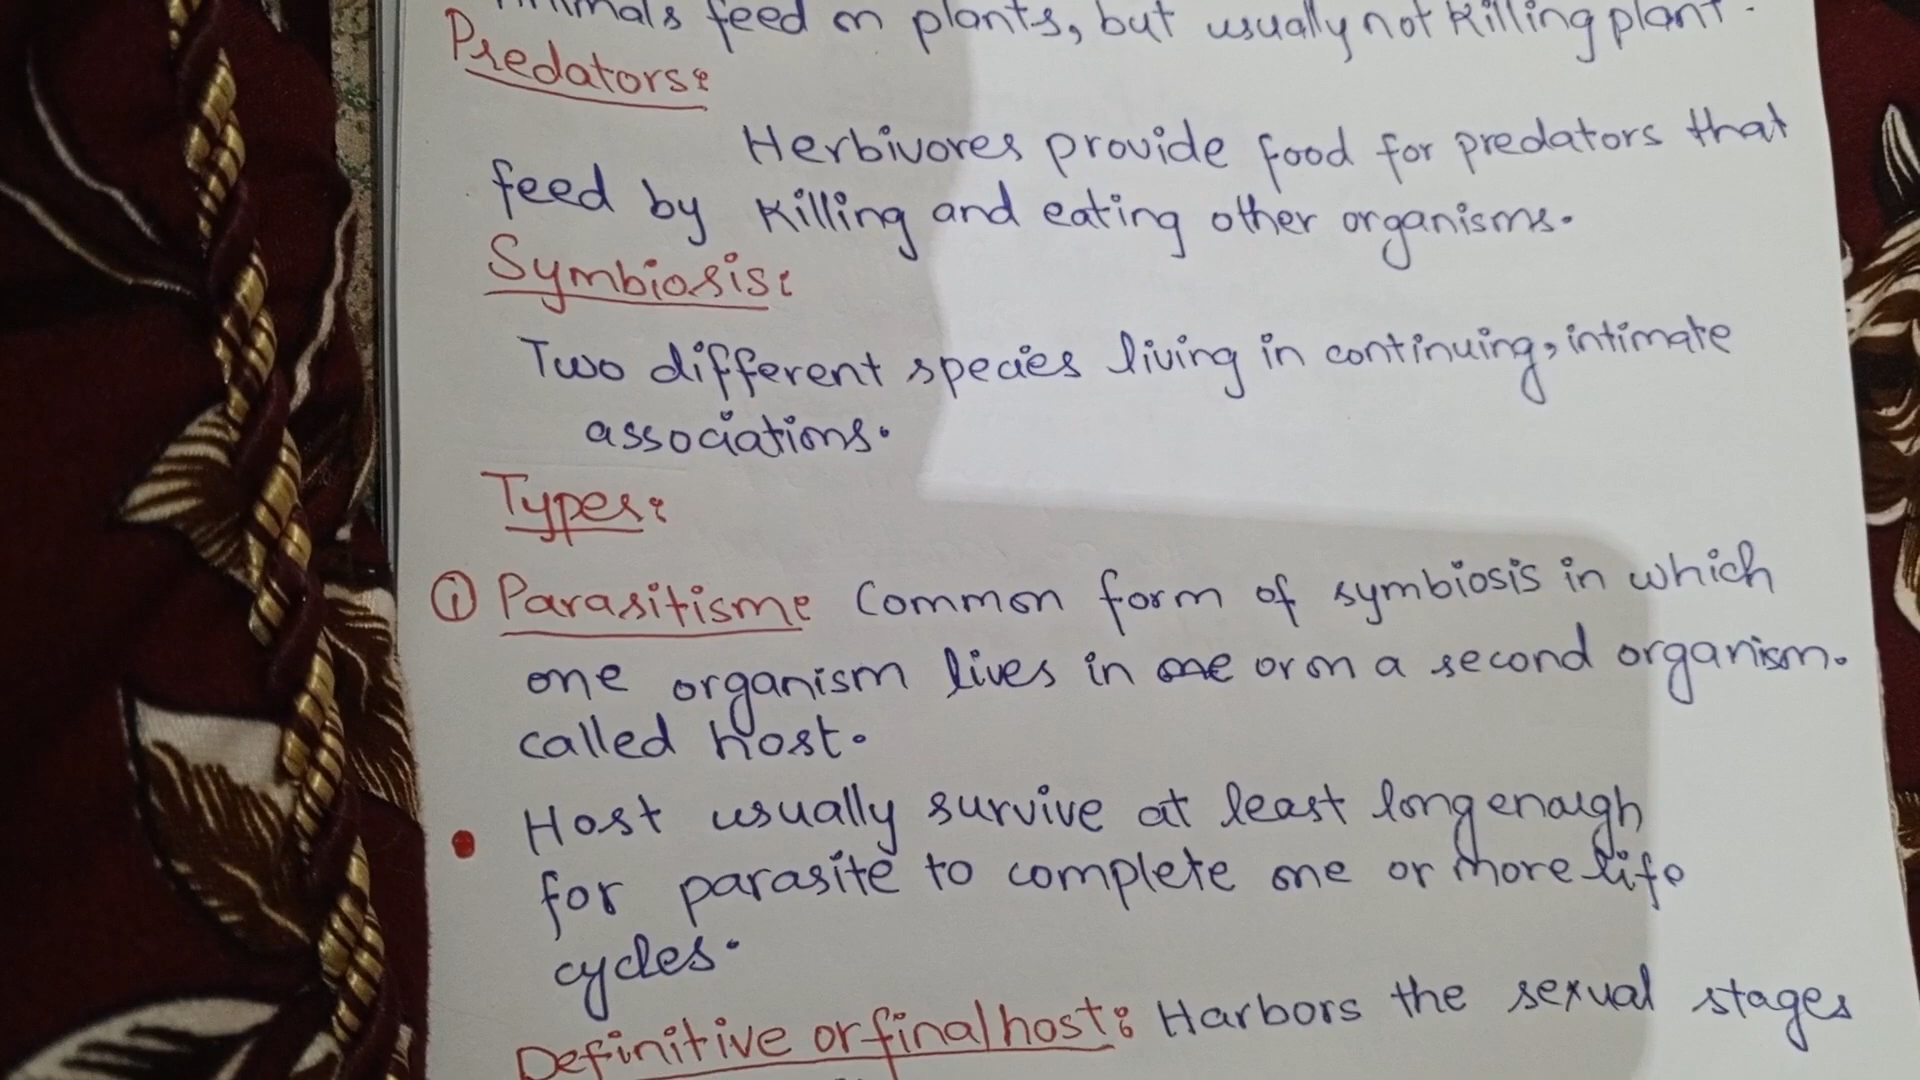 Animals feed on plants, but usually not killing plant.
Predators:
Herbivores provide food for predators that
feed by killing and eating other organisms.
Symbiosis:
Two different species living in continuing, intimate
associations.
Types:
① Parasitism: Common form of symbiosis in which
one organism lives in one or on a second organism.
called host.
• Host usually survive at least long enough
for parasite to complete one or more life
cycles.
Definitive or final host: Harbors the sexual stages